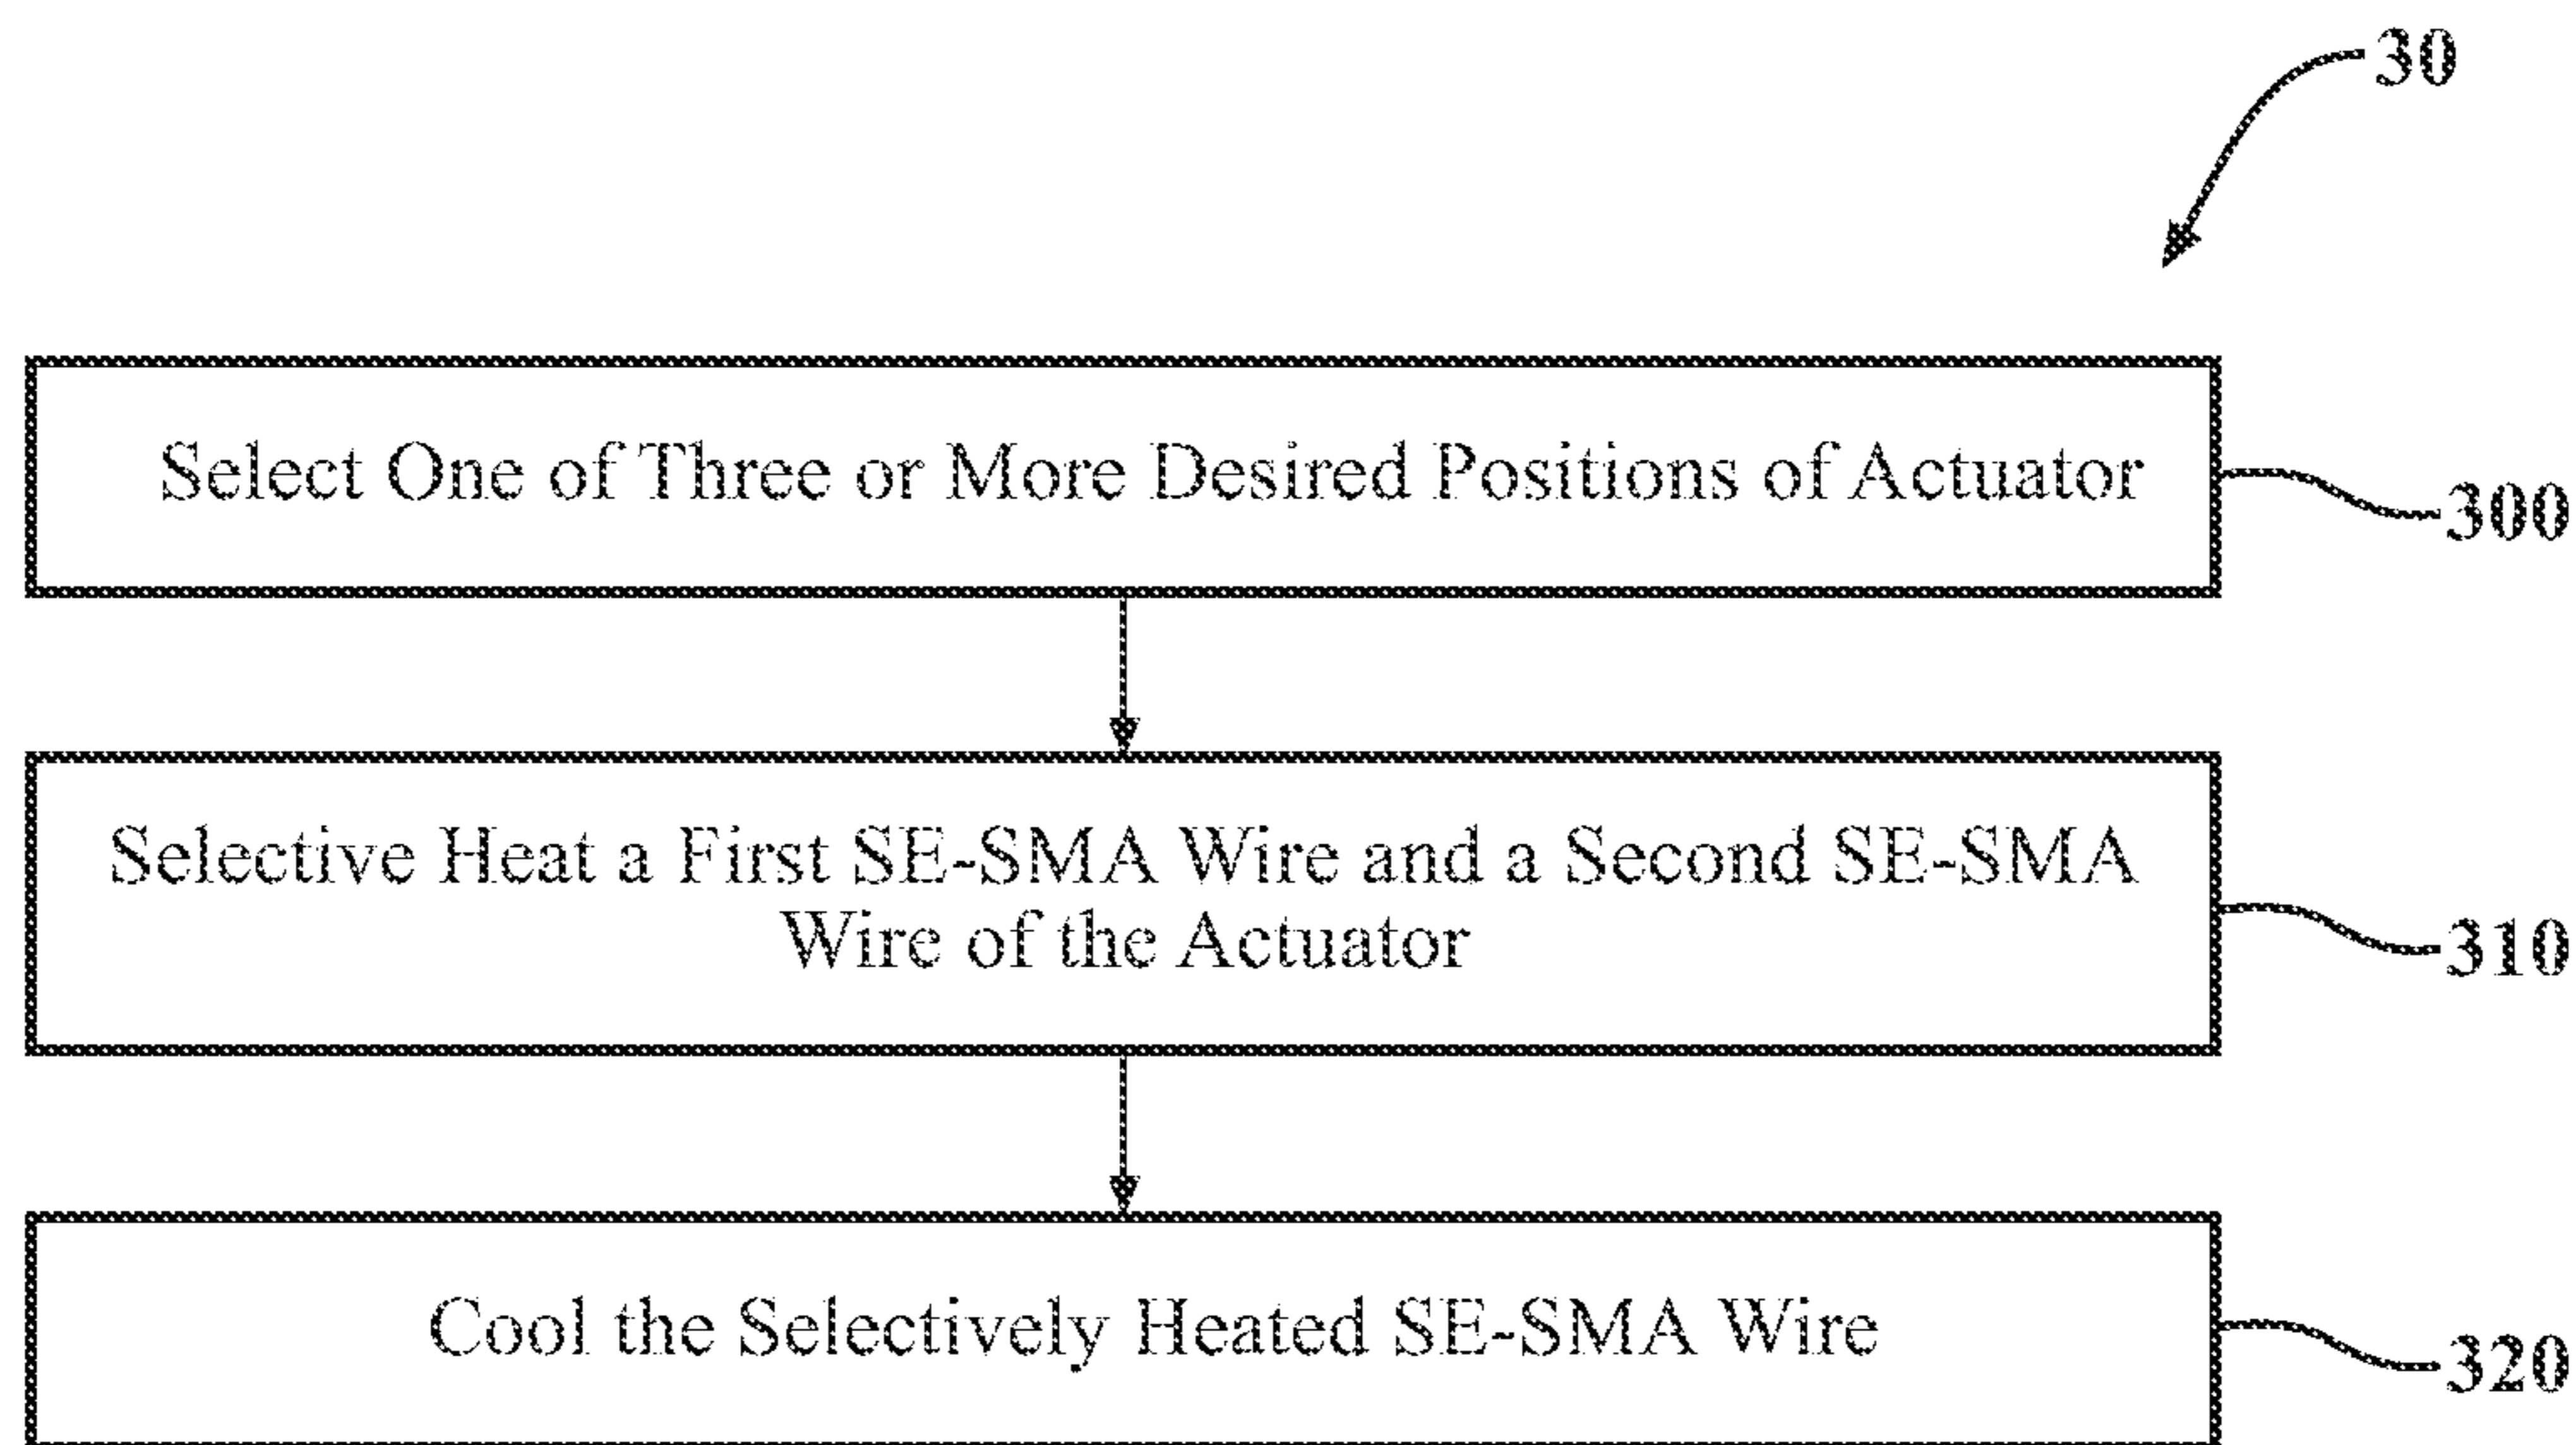 30
Select One of Three or More Desired Positions of Actuator
300
Selective Heat a First SE-SMA Wire and a Second SE-SMA
Wire of the Actuator
310
Cool the Selectively Heated SE-SMA Wire
320